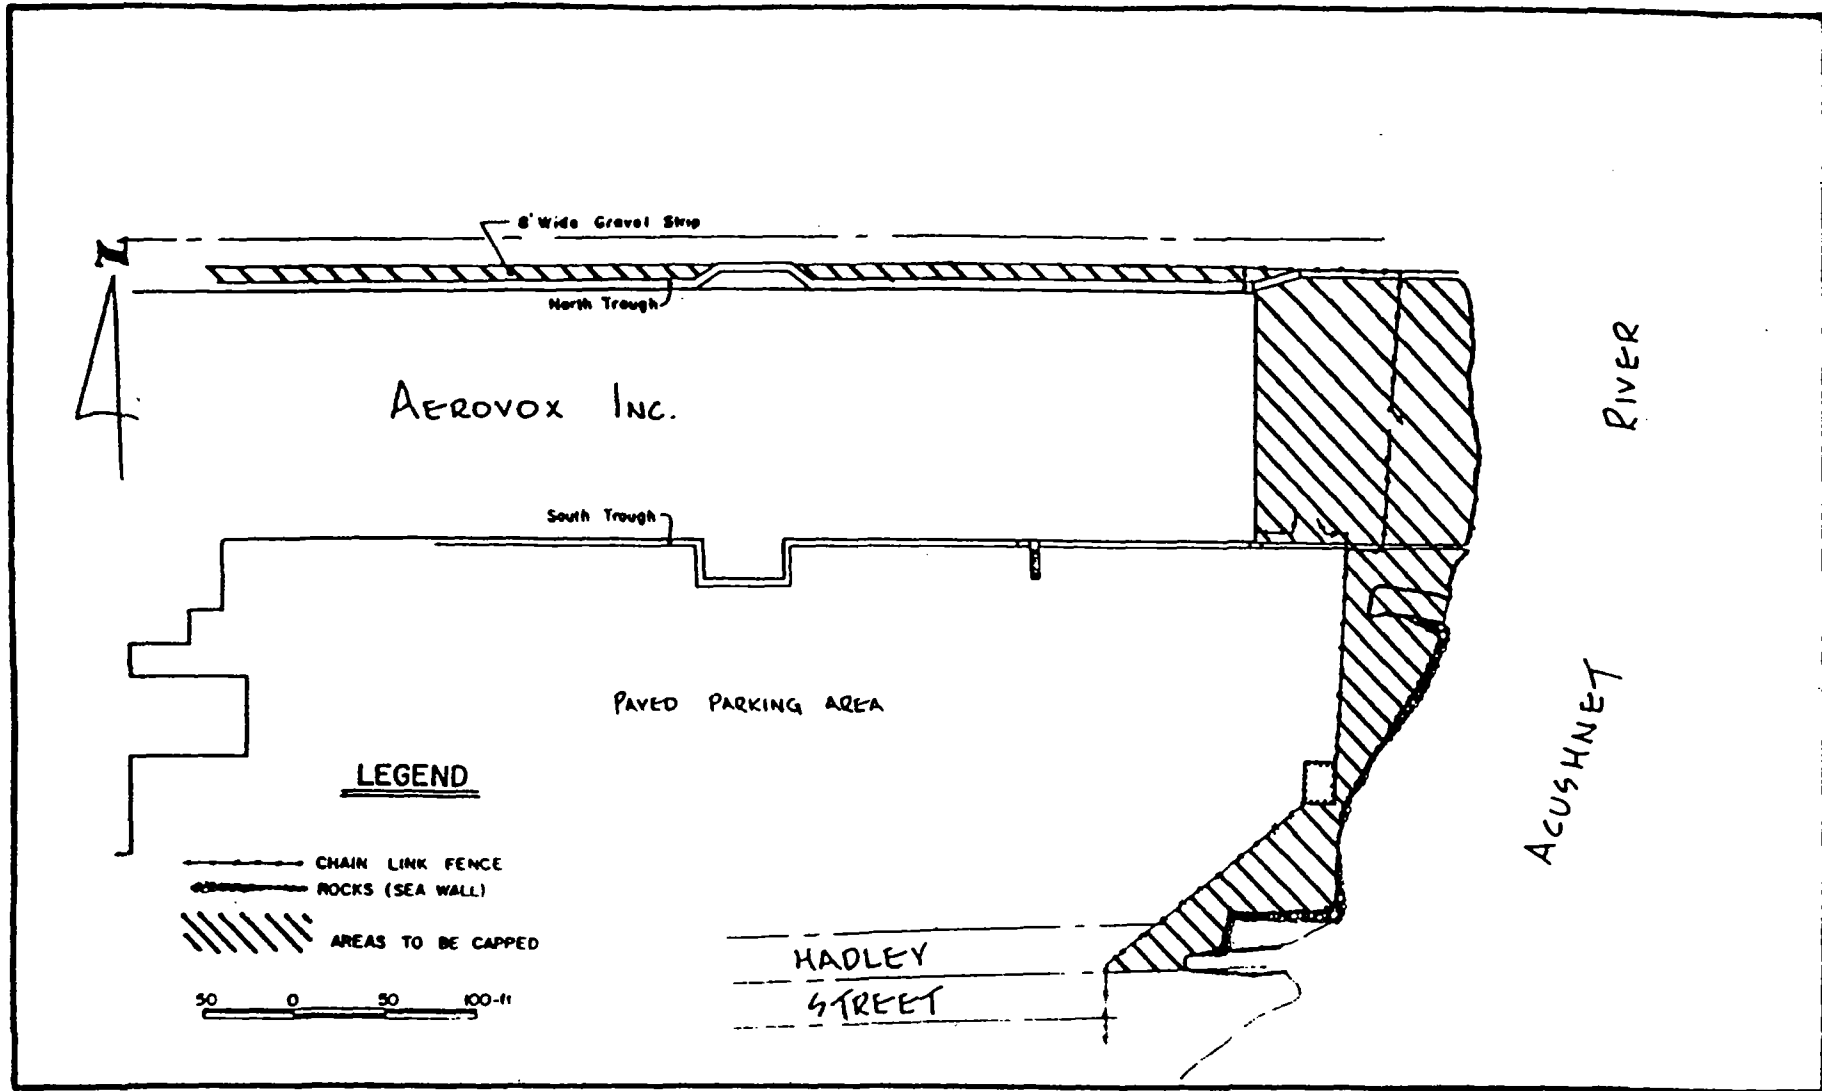 8' Wide Gravel Strip
N
North Trough
AEROVOX INC.
RIVER
South Trough
PAVED PARKING AREA
ACUSHNET
LEGEND
CHAIN LINK FENCE
ROCKS (SEA WALL)
AREAS TO BE CAPPED
50 0 50 100-ft
HADLEY
STREET